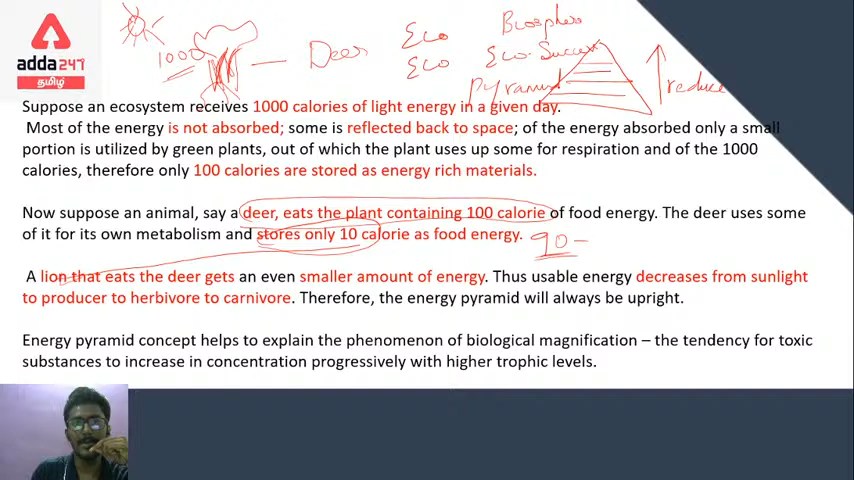 adda247
தமிழ்
1000
Deer
Eco
Eco
Biosphere
Eco-Success
Pyramid
reduce
Suppose an ecosystem receives 1000 calories of light energy in a given day.
Most of the energy is not absorbed; some is reflected back to space; of the energy absorbed only a small
portion is utilized by green plants, out of which the plant uses up some for respiration and of the 1000
calories, therefore only 100 calories are stored as energy rich materials.
Now suppose an animal, say a deer, eats the plant containing 100 calorie of food energy. The deer uses some
of it for its own metabolism and stores only 10 calorie as food energy.
90-
A lion that eats the deer gets an even smaller amount of energy. Thus usable energy decreases from sunlight
to producer to herbivore to carnivore. Therefore, the energy pyramid will always be upright.
Energy pyramid concept helps to explain the phenomenon of biological magnification – the tendency for toxic
substances to increase in concentration progressively with higher trophic levels.